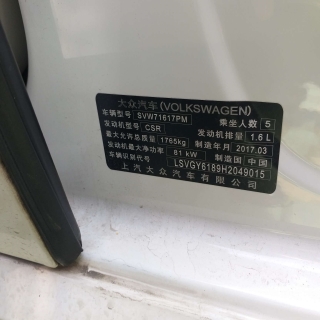 大众汽车(VOLKSWAGEN)
车辆型号 SVW71617PM 乘坐人数 5
发动机型号 CSR 发动机排量 1.6 L
最大允许总质量 1765kg 制造年月 2017.03
发动机最大净功率 81 kW 制造国 中国
车辆识别代号 LSVGY6189H2049015
上汽大众汽车有限公司